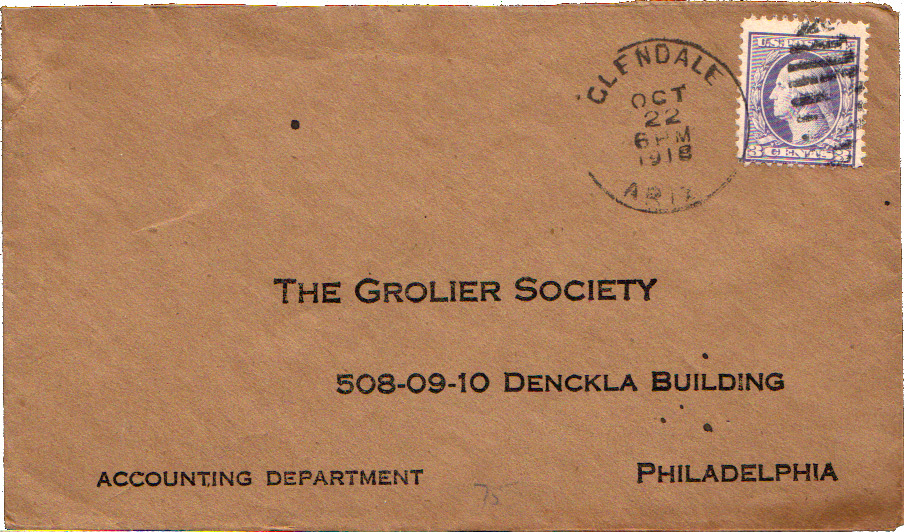 GLENDALE
OCT
22
6 PM
1918
ARIZ
U.S. POSTAGE
3 CENTS 3
THE GROLIER SOCIETY
508-09-10 DENCKLA BUILDING
ACCOUNTING DEPARTMENT
PHILADELPHIA
75